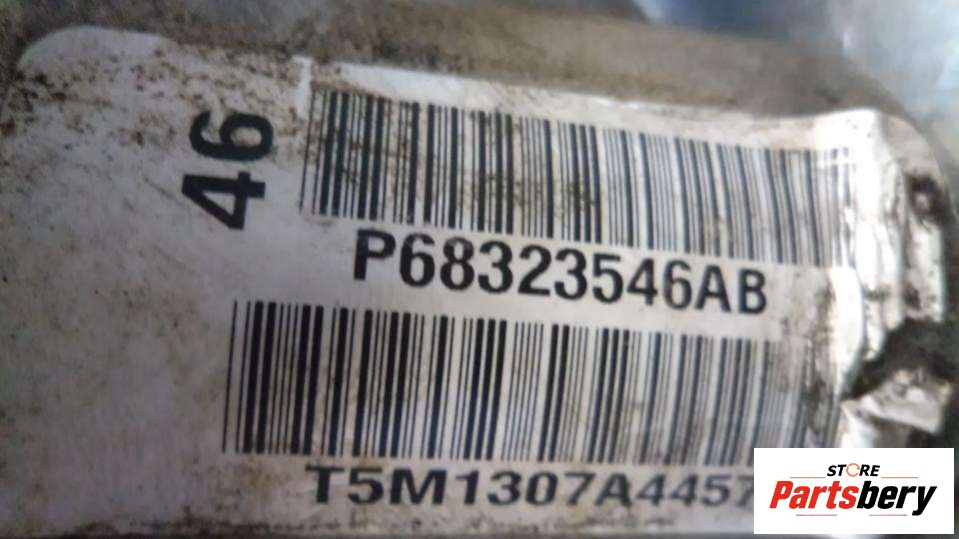 46
P68323546AB
T5M1307A4457
STORE
Partsbery